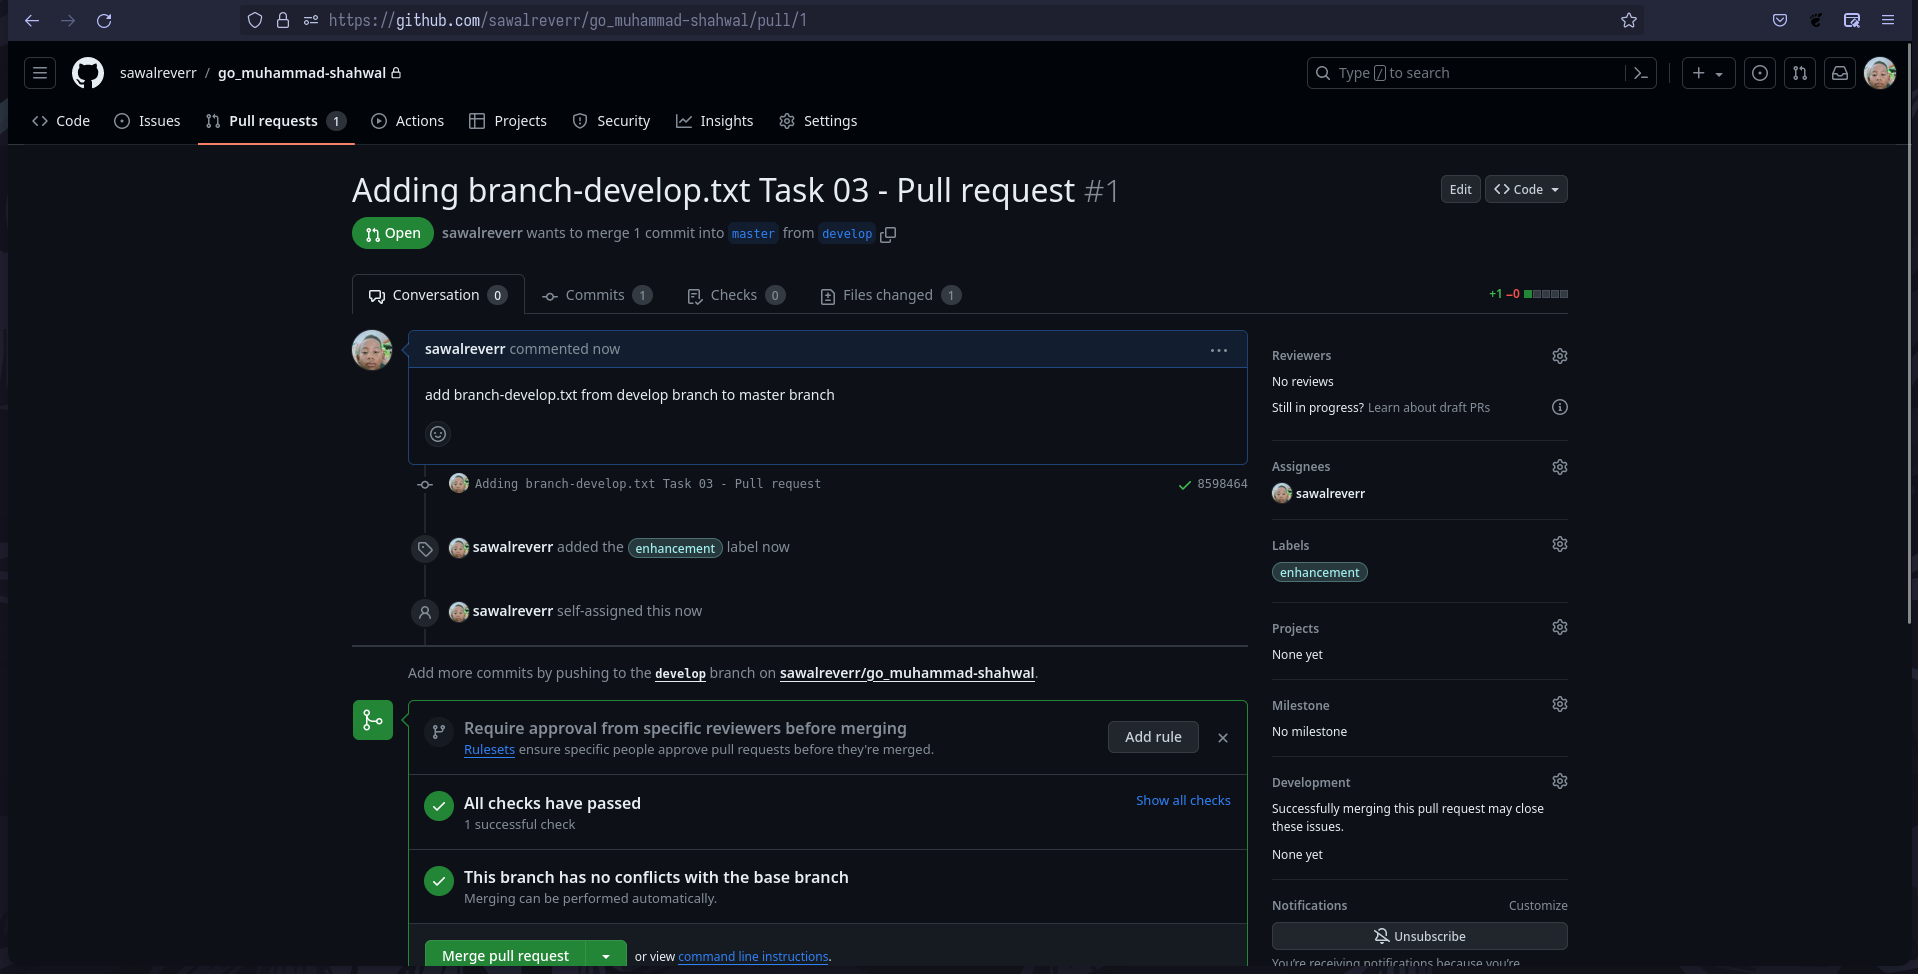 https://github.com/sawalreverr/go_muhammad-shahwal/pull/1
sawalreverr / go_muhammad-shahwal
Type / to search
Code
Issues
Pull requests 1
Actions
Projects
Security
Insights
Settings
Adding branch-develop.txt Task 03 - Pull request #1
Edit
Code
Open
sawalreverr wants to merge 1 commit into master from develop
Conversation 0
Commits 1
Checks 0
Files changed 1
+1 −0
sawalreverr commented now
add branch-develop.txt from develop branch to master branch
Adding branch-develop.txt Task 03 - Pull request
8598464
sawalreverr added the enhancement label now
sawalreverr self-assigned this now
Add more commits by pushing to the develop branch on sawalreverr/go_muhammad-shahwal.
Require approval from specific reviewers before merging
Rulesets ensure specific people approve pull requests before they're merged.
Add rule
All checks have passed
1 successful check
Show all checks
This branch has no conflicts with the base branch
Merging can be performed automatically.
Merge pull request
or view command line instructions.
Reviewers
No reviews
Still in progress? Learn about draft PRs
Assignees
sawalreverr
Labels
enhancement
Projects
None yet
Milestone
No milestone
Development
Successfully merging this pull request may close
these issues.
None yet
Notifications
Customize
Unsubscribe
You're receiving notifications because you're